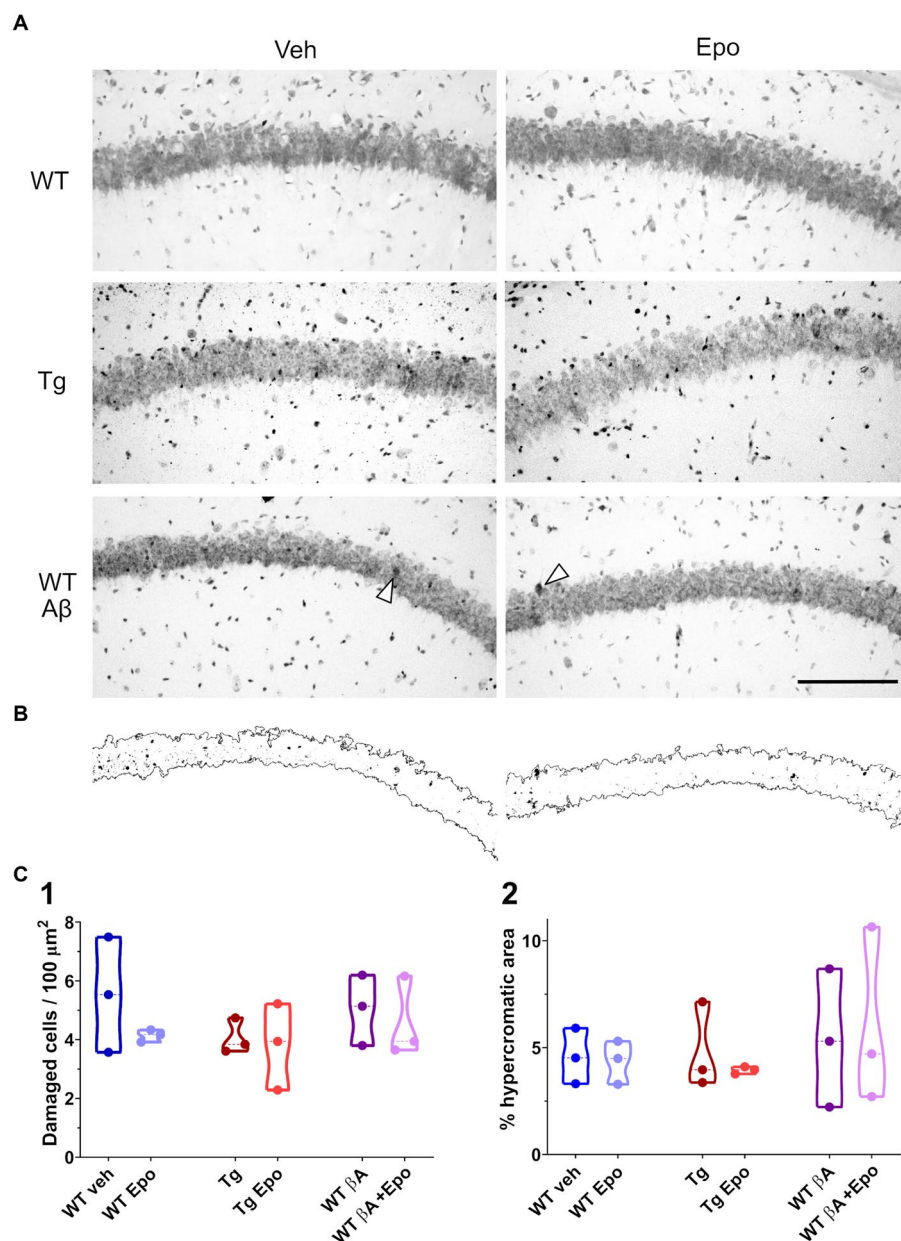 A
Veh Epo
WT
Tg
WT
Aβ
B
C
1
Damaged cells / 100 μm²
8
6
4
2
0
WT veh
WT Epo
Tg
Tg Epo
WT βA
WT βA +Epo
2
% hypercromatic area
10
5
0
WT veh
WT Epo
Tg
Tg Epo
WT βA
WT βA +Epo